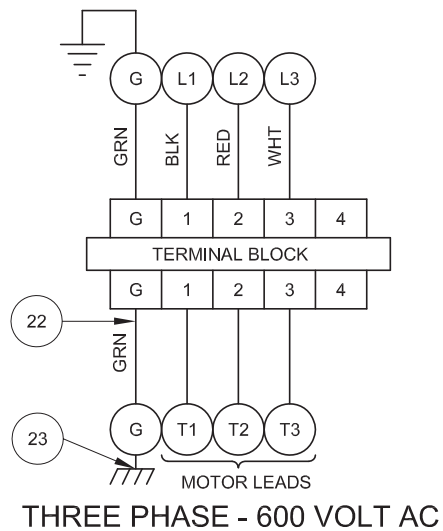 G L1 L2 L3
GRN BLK RED WHT
G 1 2 3 4
TERMINAL BLOCK
G 1 2 3 4
22
GRN
23
G T1 T2 T3
MOTOR LEADS
THREE PHASE - 600 VOLT AC